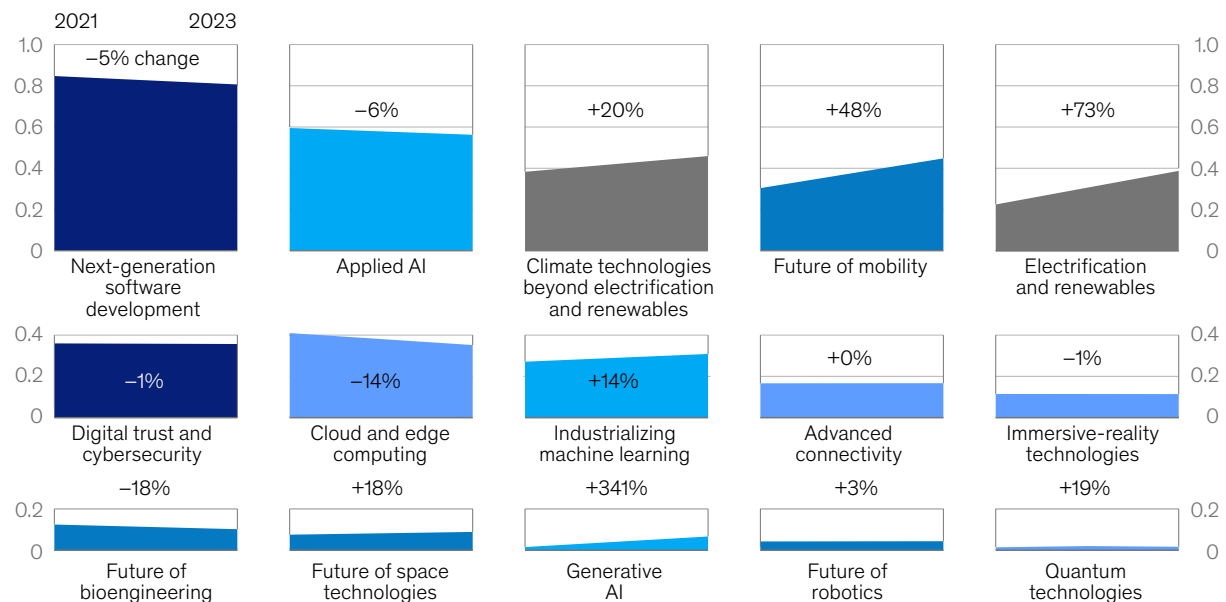 2021 2023
1.0 1.0
–5% change
0.8 –6% +20% +48% +73% 0.8
0.6 0.6
0.4 0.4
0.2 0.2
0 0
Next-generation
software
development
Applied AI
Climate technologies
beyond electrification
and renewables
Future of mobility
Electrification
and renewables
0.4 0.4
+0% –1%
0.2 –1% –14% +14% 0.2
0 0
Digital trust and
cybersecurity
Cloud and edge
computing
Industrializing
machine learning
Advanced
connectivity
Immersive-reality
technologies
–18% +18% +341% +3% +19%
0.2 0.2
0 0
Future of
bioengineering
Future of space
technologies
Generative
AI
Future of
robotics
Quantum
technologies